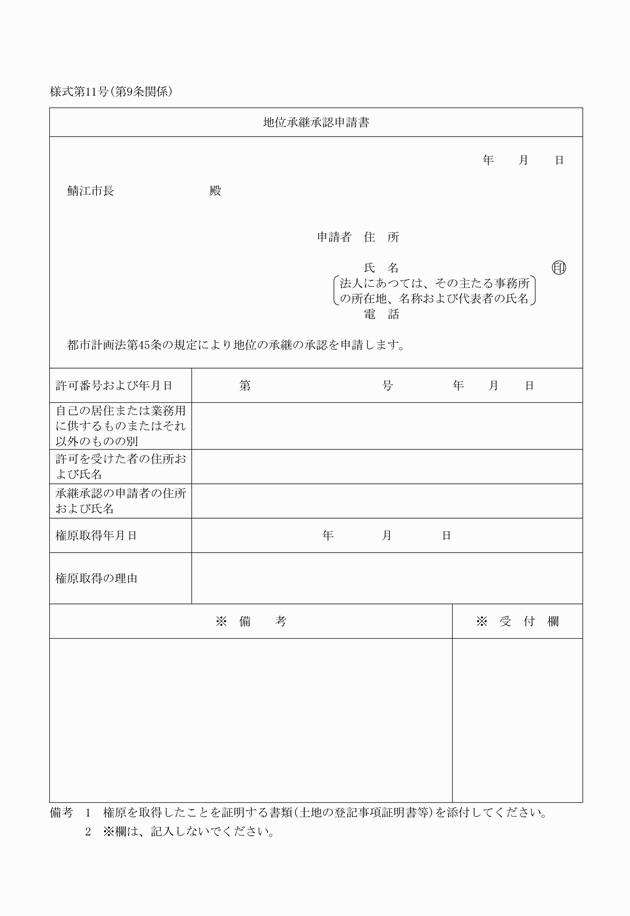 様式第11号(第9条関係)
地位承継承認申請書
年　月　日
鯖江市長　殿
申請者　住　所
氏　名　㊞
法人にあつては、その主たる事務所
の所在地、名称および代表者の氏名
電　話
都市計画法第45条の規定により地位の承継の承認を申請します。
許可番号および年月日　第　号　年　月　日
自己の居住または業務用
に供するものまたはそれ
以外のものの別
許可を受けた者の住所お
よび氏名
承継承認の申請者の住所
および氏名
権原取得年月日　年　月　日
権原取得の理由
※　備　考　※　受　付　欄
備考　1　権原を取得したことを証明する書類(土地の登記事項証明書等)を添付してください。
2　※欄は、記入しないでください。